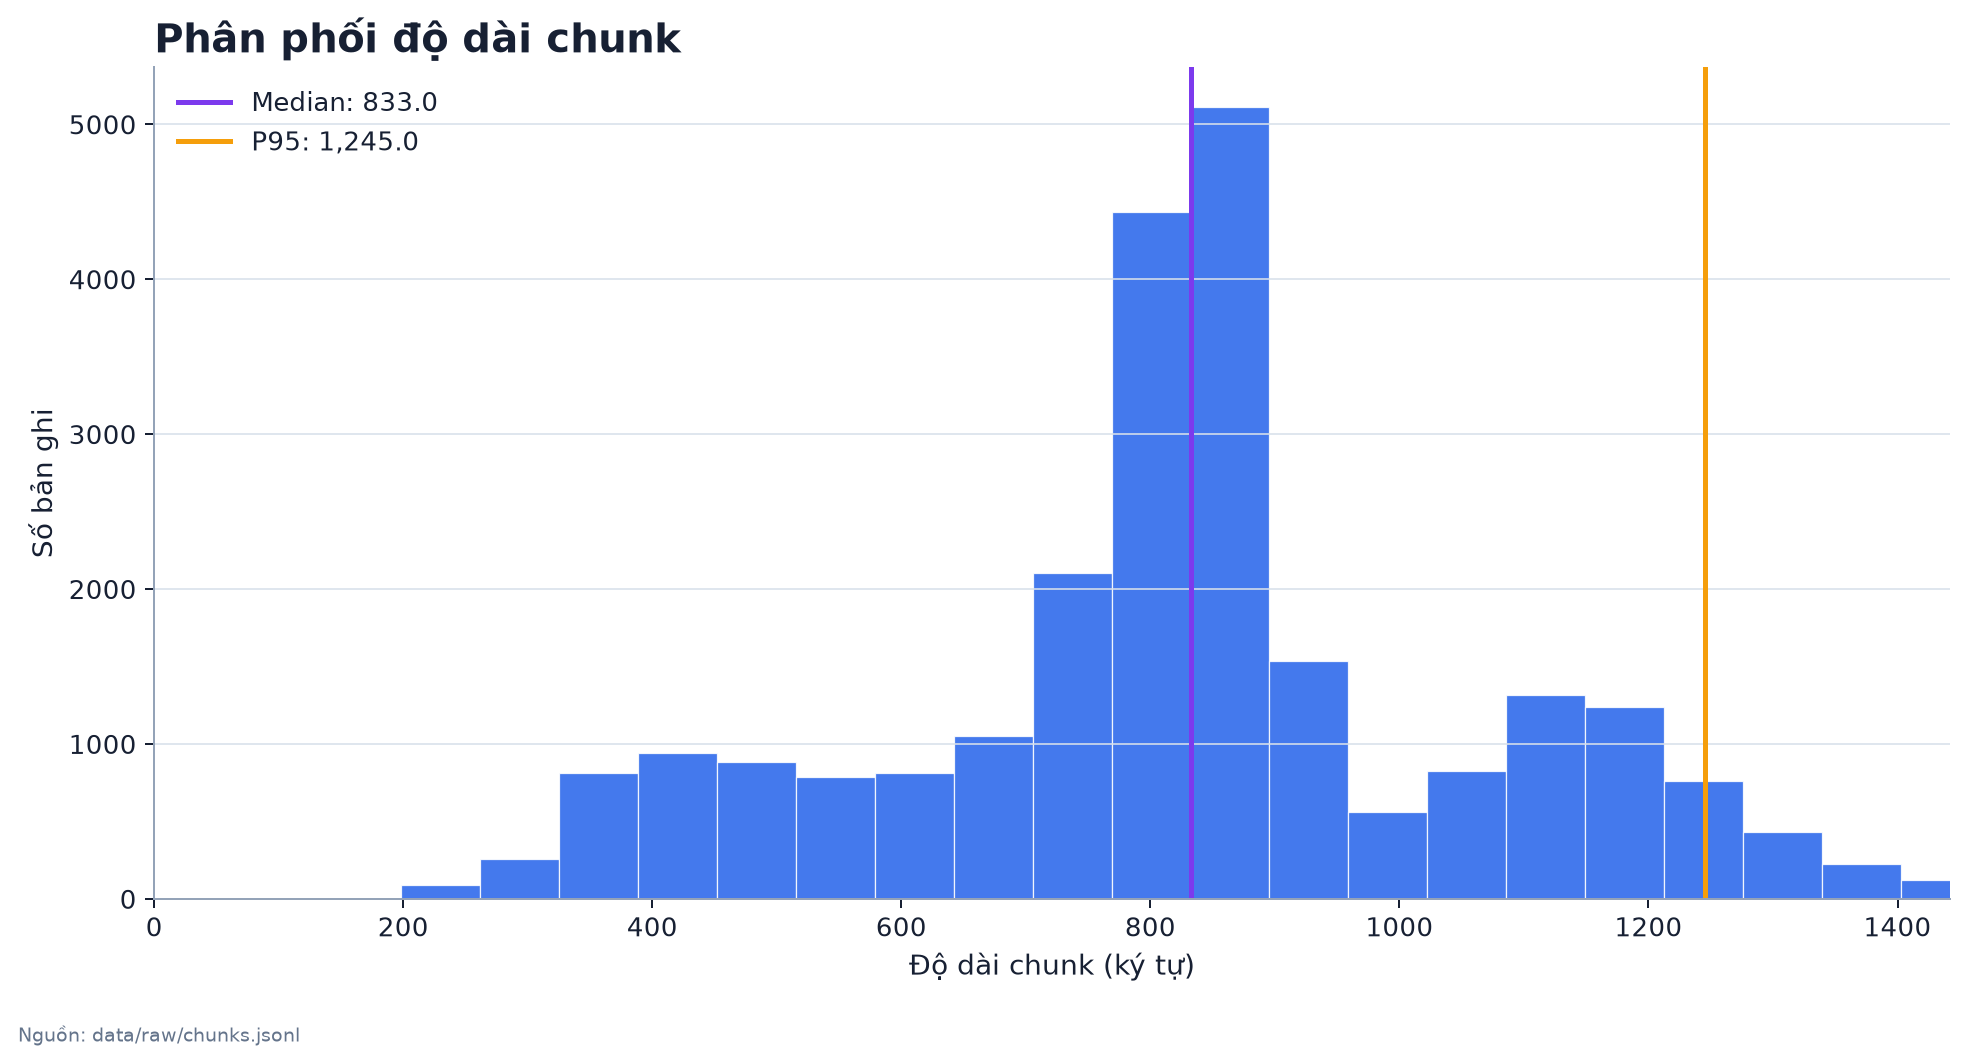 Phân phối độ dài chunk
Median: 833.0
P95: 1,245.0
5000
4000
3000
2000
1000
0
Số bản ghi
0 200 400 600 800 1000 1200 1400
Độ dài chunk (ký tự)
Nguồn: data/raw/chunks.jsonl